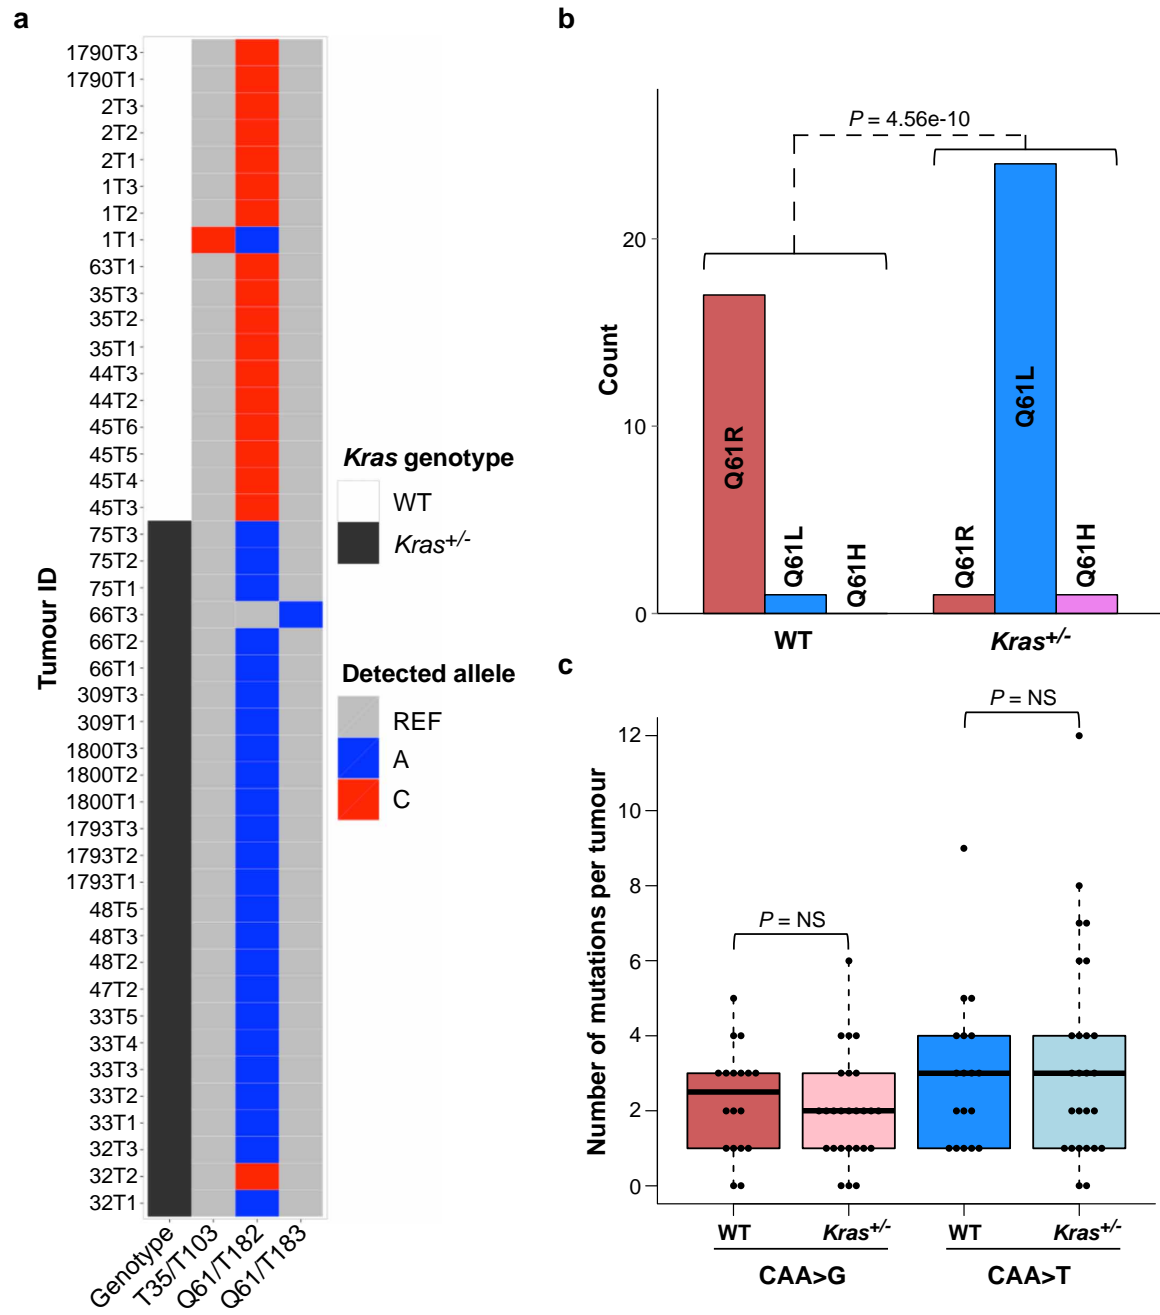 a
1790T3
1790T1
2T3
2T2
2T1
1T3
1T2
1T1
63T1
35T3
35T2
35T1
44T3
44T2
45T6
45T5
45T4
45T3
75T3
75T2
75T1
66T3
66T2
66T1
309T3
309T1
1800T3
1800T2
1800T1
1793T3
1793T2
1793T1
48T5
48T3
48T2
47T2
33T5
33T4
33T3
33T2
33T1
32T3
32T2
32T1
Tumour ID
Genotype
T35/T103
Q61/T182
Q61/T183
Kras genotype
WT
Kras+/-
Detected allele
REF
A
C
b
P = 4.56e-10
20
10
0
Count
Q61R
Q61L
Q61H
Q61R
Q61L
Q61H
WT
Kras+/-
c
P = NS
P = NS
12
10
8
6
4
2
0
Number of mutations per tumour
WT
Kras+/-
WT
Kras+/-
CAA>G
CAA>T